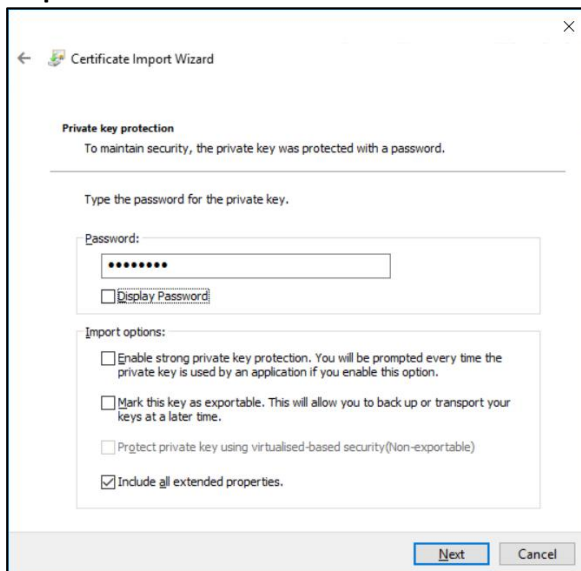 Certificate Import Wizard
Private key protection
To maintain security, the private key was protected with a password.
Type the password for the private key.
Password:
••••••••
Display Password
Import options:
Enable strong private key protection. You will be prompted every time the
private key is used by an application if you enable this option.
Mark this key as exportable. This will allow you to back up or transport your
keys at a later time.
Protect private key using virtualised-based security(Non-exportable)
Include all extended properties.
Next Cancel